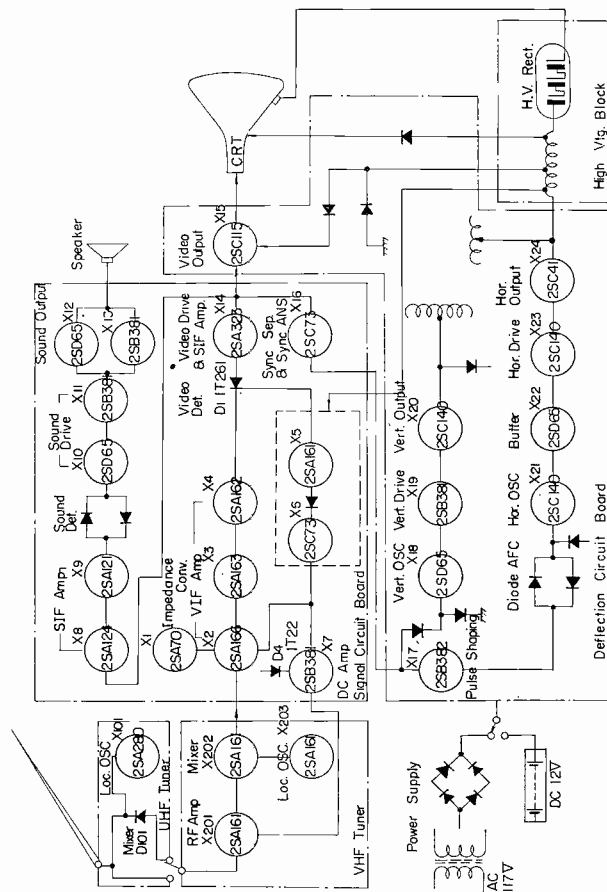 Speaker
Sound Output
X12
2SD65
X13
2SB381
X11
2SB381
Sound Drive
X10
2SD65
Sound Det.
X9
2SA121
SIF Amp.
X8
2SA124
CRT
Video Output
X15
2SC115
Video Drive & SIF Amp.
X14
2SA323
Video Det.
D1 1T261
Sync Sep. & Sync ANS
X16
2SC73
X4
2SA162
VIF Amp
X3
2SA163
X2
2SA166
Impedance Conv.
X1
2SA70
X5
2SA161
X6
2SC73
D4
1T22
X7
2SB381
DC Amp
Signal Circuit Board
X101
Loc. OSC
2SA280
UHF Tuner
Mixer
D101
Mixer
X202
2SA161
Loc. OSC. X203
2SA161
RF Amp
X201
2SA161
VHF Tuner
H.V. Rect.
High Vtg. Block
Vert. Output
X20
2SC140
Vert. Drive
X19
2SB381
Vert. OSC
X18
2SD65
X17
2SB382
Pulse Shaping
Hor. Output
X24
2SC41
Hor. Drive
X23
2SC140
Buffer
X22
2SD65
Hor. OSC
X21
2SC140
Diode AFC
Deflection Circuit Board
Power Supply
AC
117V
DC 12V